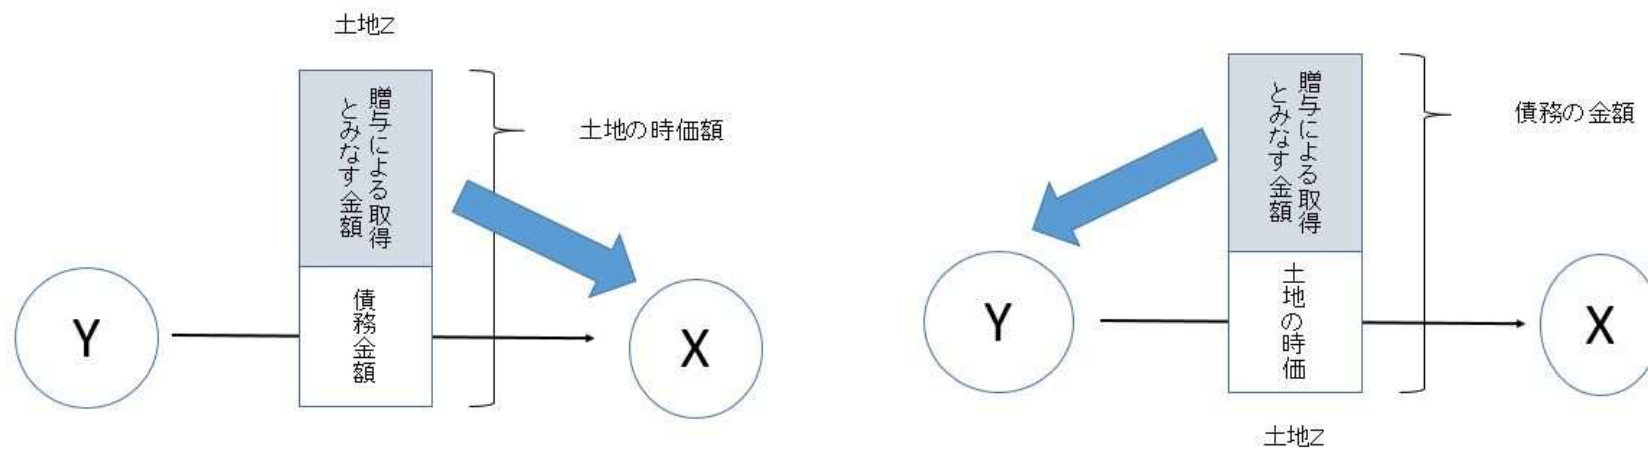 土地Z
贈与による取得
とみなす金額
土地の時価額
債務金額
Y
X
贈与による取得
とみなす金額
債務の金額
土地の時価
Y
X
土地Z